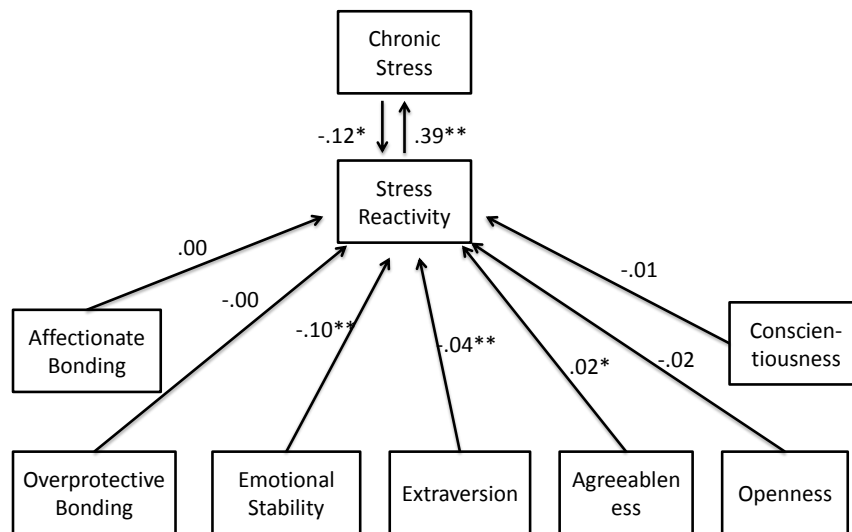 Chronic
Stress
-.12*
.39**
Stress
Reactivity
.00
-.00
-.10**
-.04**
.02*
-.02
-.01
Affectionate
Bonding
Conscien-
tiousness
Overprotective
Bonding
Emotional
Stability
Extraversion
Agreeablen
ess
Openness